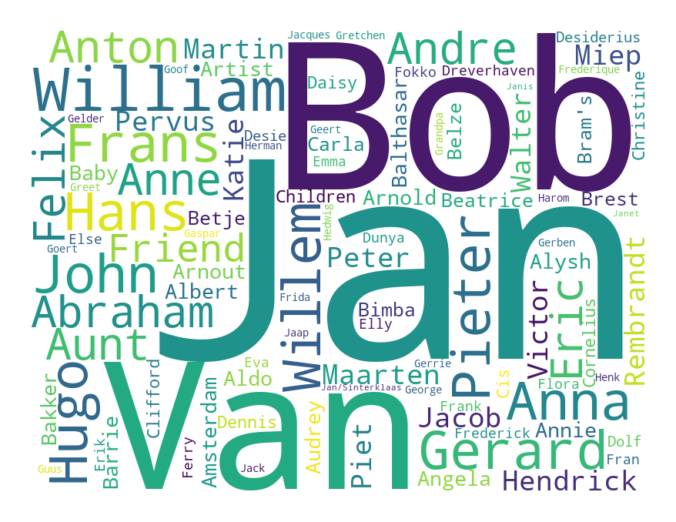 Jacques Gretchen
Desiderius
Anton
Martin
Bob
Andre
Miep
Goof
Artist
Daisy
Fokko
Dreverhaven
Frederique
William
Janis
Christine
Gelder
Pervus
Felix
Frans
Katie
Desie
Herman
Geert
Carla
Emma
Balthasar
Grandpa
Belze
Walter
Bram's
Baby
Greet
Anne
Children
Arnold
Beatrice
Harom
Brest
Hans
Betje
Jan
Willem
Hedwig
Janet
Else
Gaspar
Dunya
Goert
Friend
Peter
Pieter
Gerben
Alysh
Rembrandt
John
Arnout
Albert
Frida
Bimba
Elly
Victor
Eric
Cornelius
Abraham
Aunt
Jaap
Hugo
Clifford
Van
Eva
Aldo
Maarten
Gerrie
Cis
Flora
Henk
Jan/Sinterklaas
George
Bakker
Erik.
Barrie
Amsterdam
Dennis
Audrey
Piet
Jacob
Frank
Anna
Frederick
Annie
Dolf
Guus
Ferry
Jack
Gerard
Fran
Angela
Hendrick